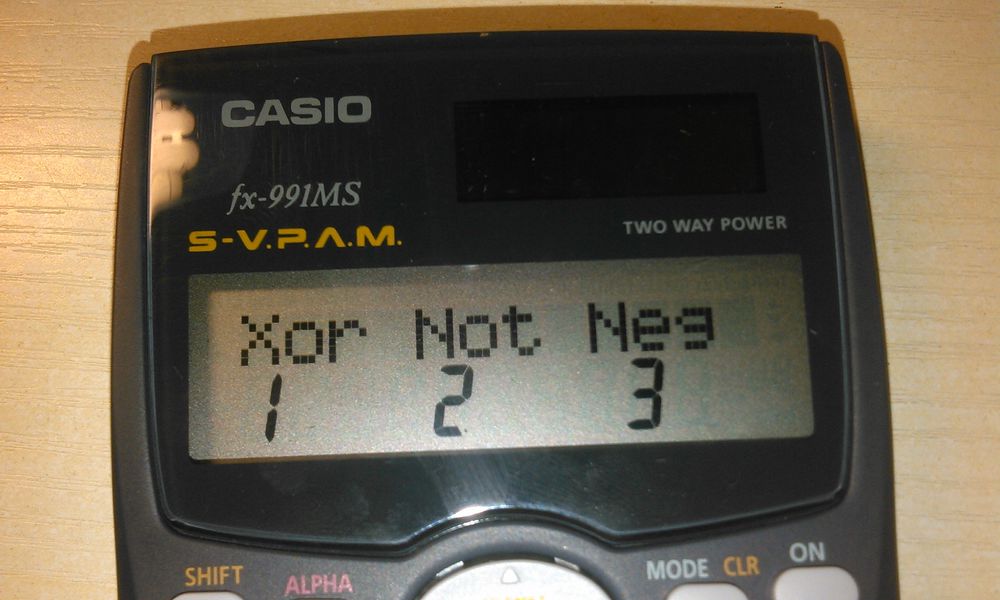 CASIO
fx-991MS
S-V.P.A.M.
TWO WAY POWER
Xor Not Neg
1 2 3
SHIFT ALPHA MODE CLR ON